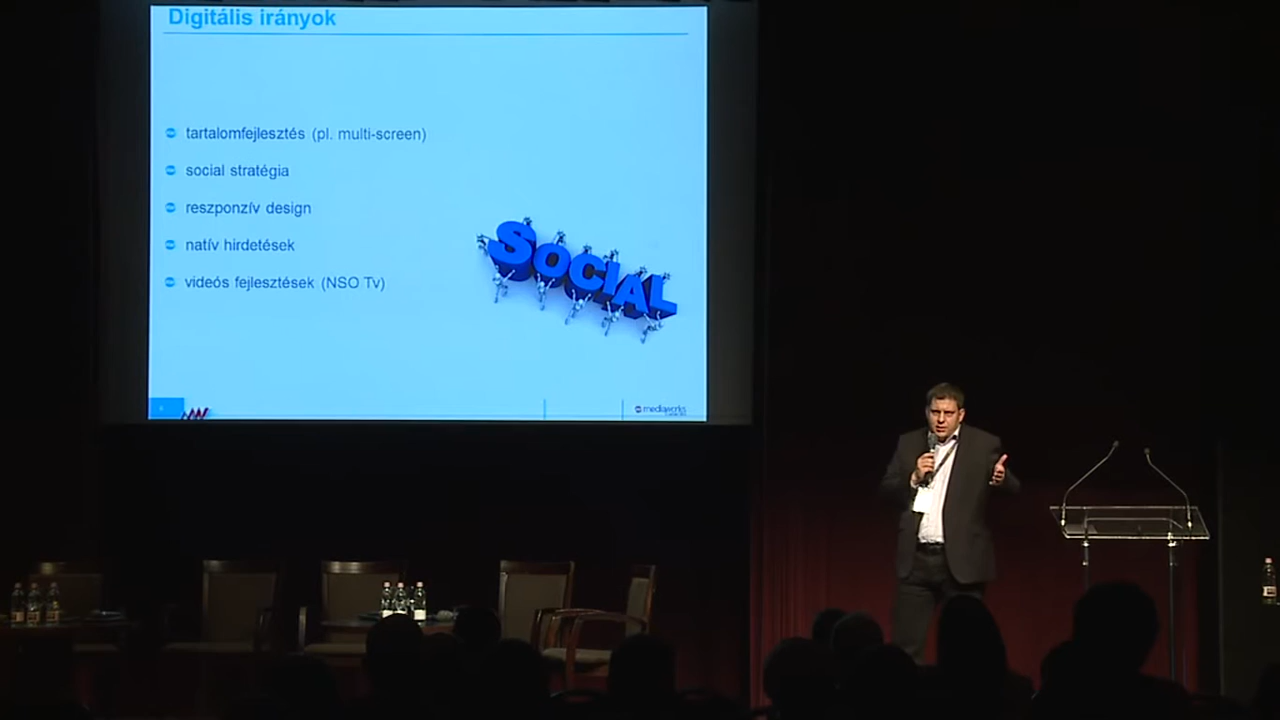 Digitális irányok
tartalomfejlesztés (pl. multi-screen)
social stratégia
reszponzív design
natív hirdetések
videós fejlesztések (NSO Tv)
SOCIAL
mediaworks